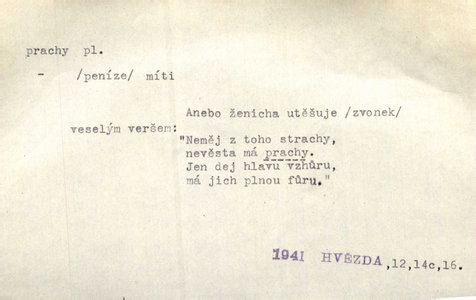 prachy pl.
- /peníze/ míti
Anebo ženicha utěšuje /zvonek/
veselým veršem:
"Neměj z toho strachy,
nevěsta má prachy.
Jen dej hlavu vzhůru,
má jich plnou fůru."
1941 HVĚZDA,12,14c,16.